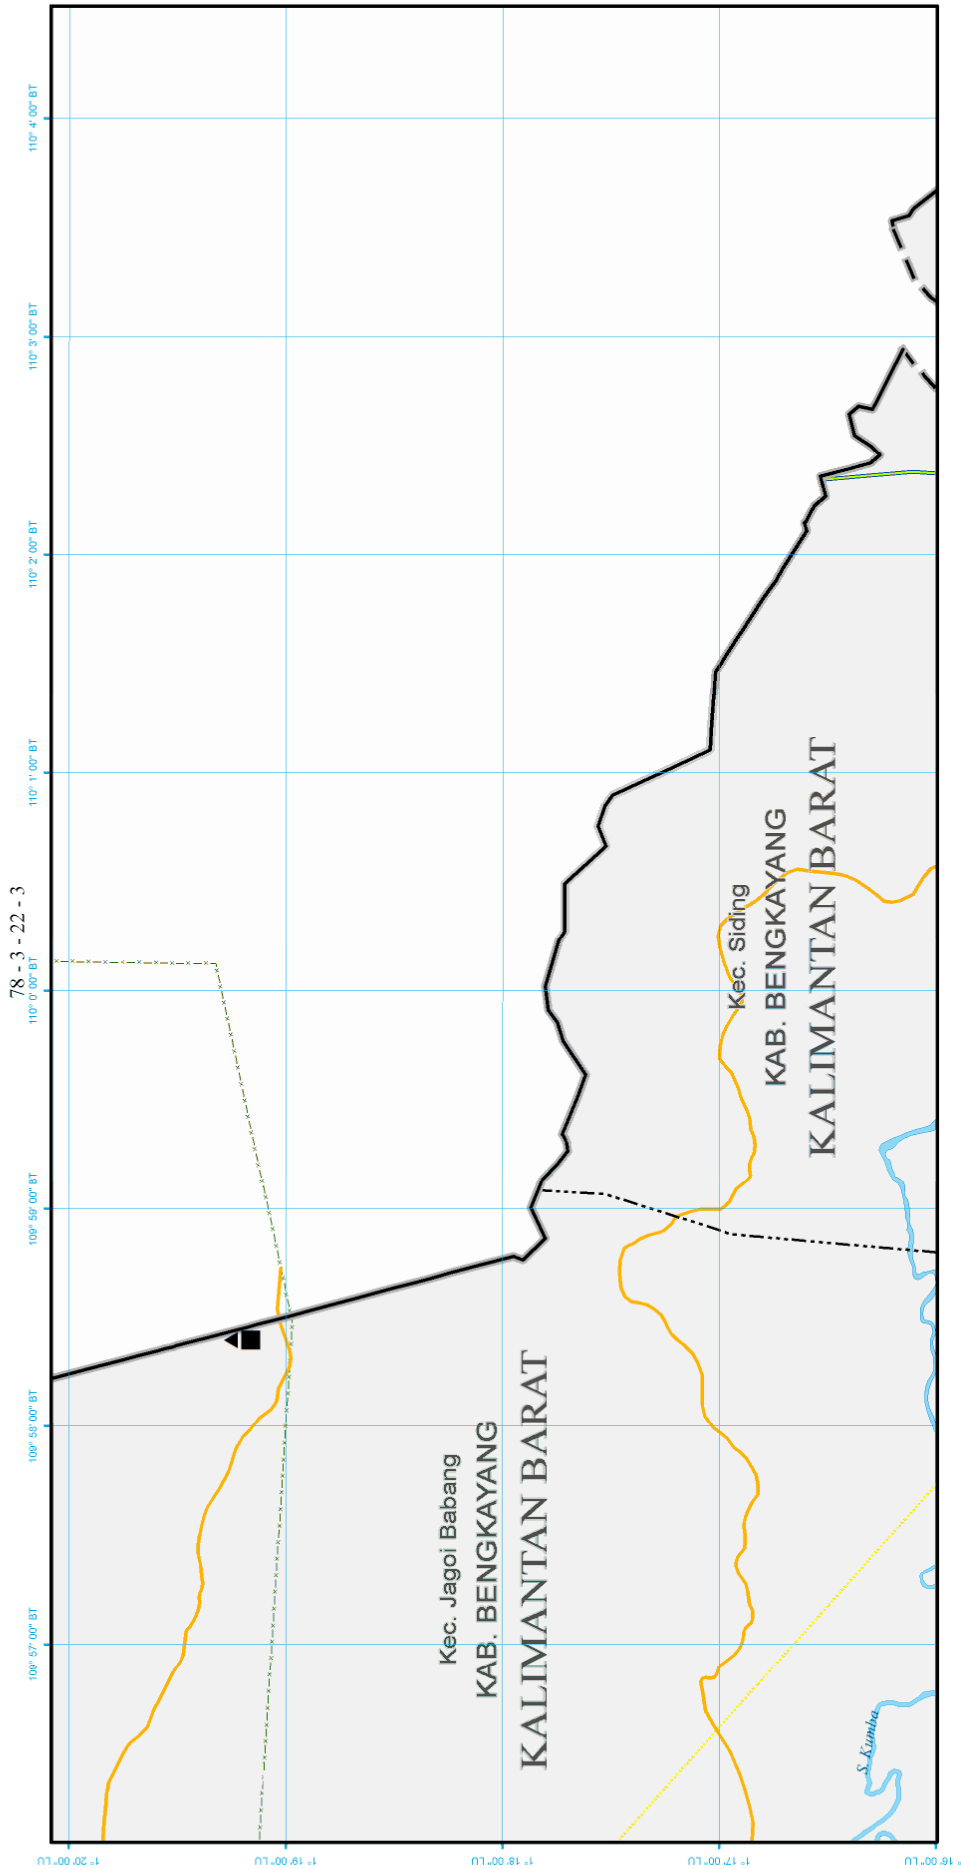 78 - 3 - 22 - 3
109° 57' 00" BT
109° 58' 00" BT
109° 59' 00" BT
110° 0' 00" BT
110° 1' 00" BT
110° 2' 00" BT
110° 3' 00" BT
110° 4' 00" BT
1° 20' 00" LU
1° 19' 00" LU
1° 18' 00" LU
1° 17' 00" LU
1° 16' 00" LU
Kec. Jagoi Babang
KAB. BENGKAYANG
KALIMANTAN BARAT
Kec. Siding
KAB. BENGKAYANG
KALIMANTAN BARAT
S. Kumba